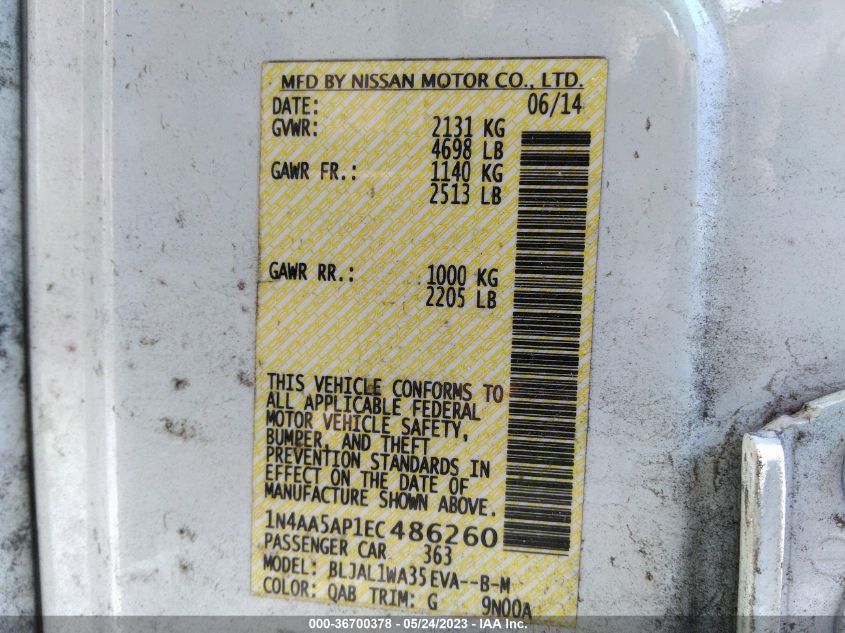 MFD BY NISSAN MOTOR CO., LTD.
DATE: 06/14
GVWR: 2131 KG
4698 LB
GAWR FR.: 1140 KG
2513 LB
GAWR RR.: 1000 KG
2205 LB
THIS VEHICLE CONFORMS TO
ALL APPLICABLE FEDERAL
MOTOR VEHICLE SAFETY,
BUMPER, AND THEFT
PREVENTION STANDARDS IN
EFFECT ON THE DATE OF
MANUFACTURE SHOWN ABOVE.
1N4AA5AP1EC486260
PASSENGER CAR 363
MODEL: BLJAL1WA35EVA--B-M
COLOR: QAB TRIM: G 9N00A
000-36700378 - 05/24/2023 - IAA Inc.